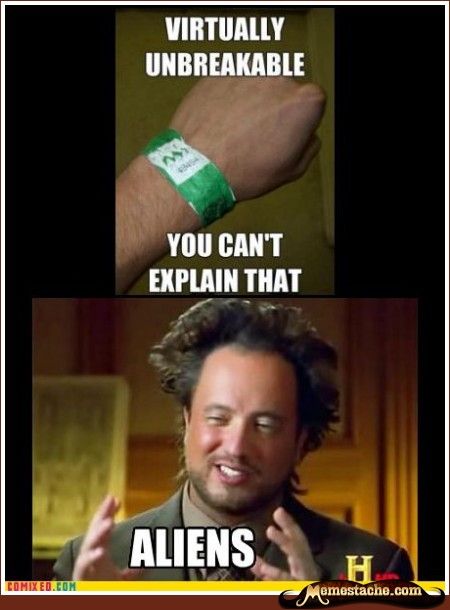 VIRTUALLY
UNBREAKABLE
YOU CAN'T
EXPLAIN THAT
ALIENS
H
COMIXED.COM
Memestache.com